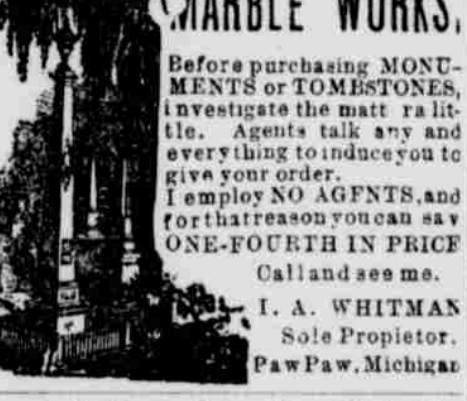 MARBLE WORKS.
Before purchasing MONU-
MENTS or TOMBSTONES,
investigate the matt ra lit-
tle. Agents talk any and
everything to induce you to
give your order.
I employ NO AGENTS, and
for that reason you can sav
ONE-FOURTH IN PRICE
Call and see me.
I. A. WHITMAN
Sole Propietor.
Paw Paw, Michigan